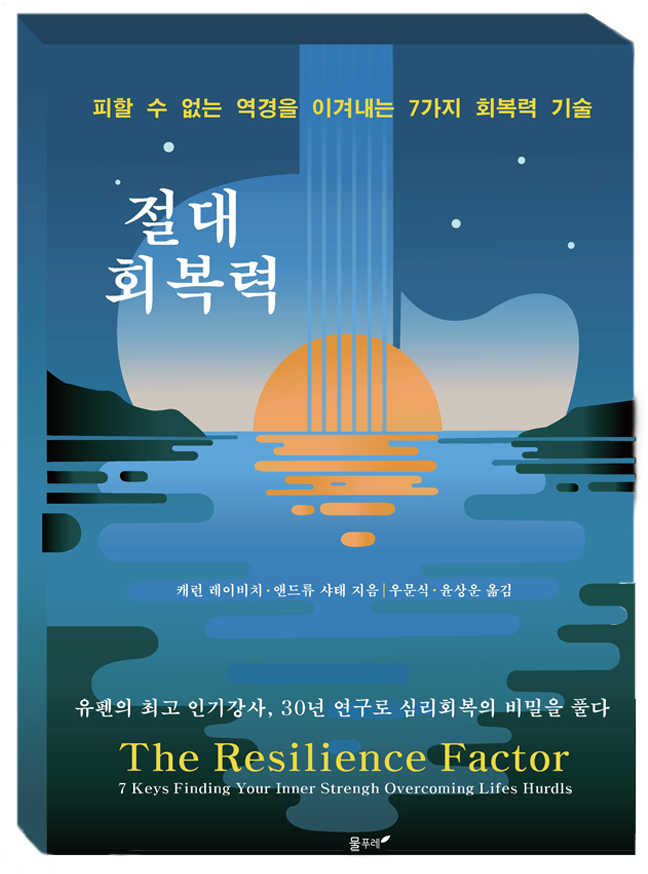 피할 수 없는 역경을 이겨내는 7가지 회복력 기술
절대
회복력
캐런 레이비치·앤드류 샤태 지음|우문식·윤상운 옮김
유펜의 최고 인기강사, 30년 연구로 심리회복의 비밀을 풀다
The Resilience Factor
7 Keys Finding Your Inner Strengh Overcoming Lifes Hurdls
물푸레